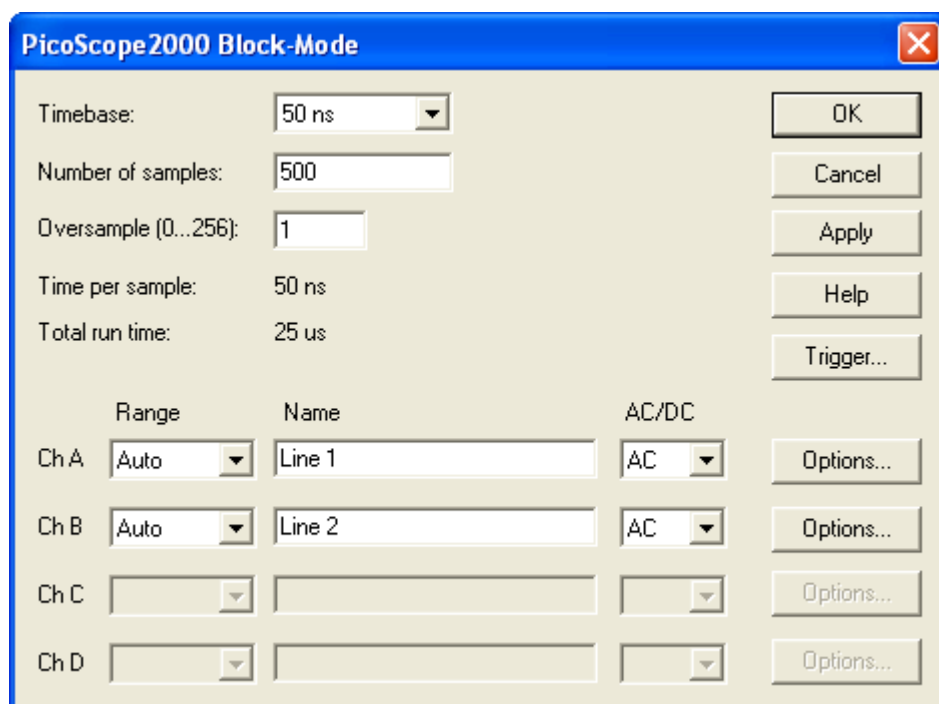 PicoScope2000 Block-Mode
Timebase: 50 ns OK
Number of samples: 500 Cancel
Oversample (0...256): 1 Apply
Time per sample: 50 ns Help
Total run time: 25 us
Trigger...
Range Name AC/DC
Ch A Auto Line 1 AC Options...
Ch B Auto Line 2 AC Options...
Ch C Options...
Ch D Options...